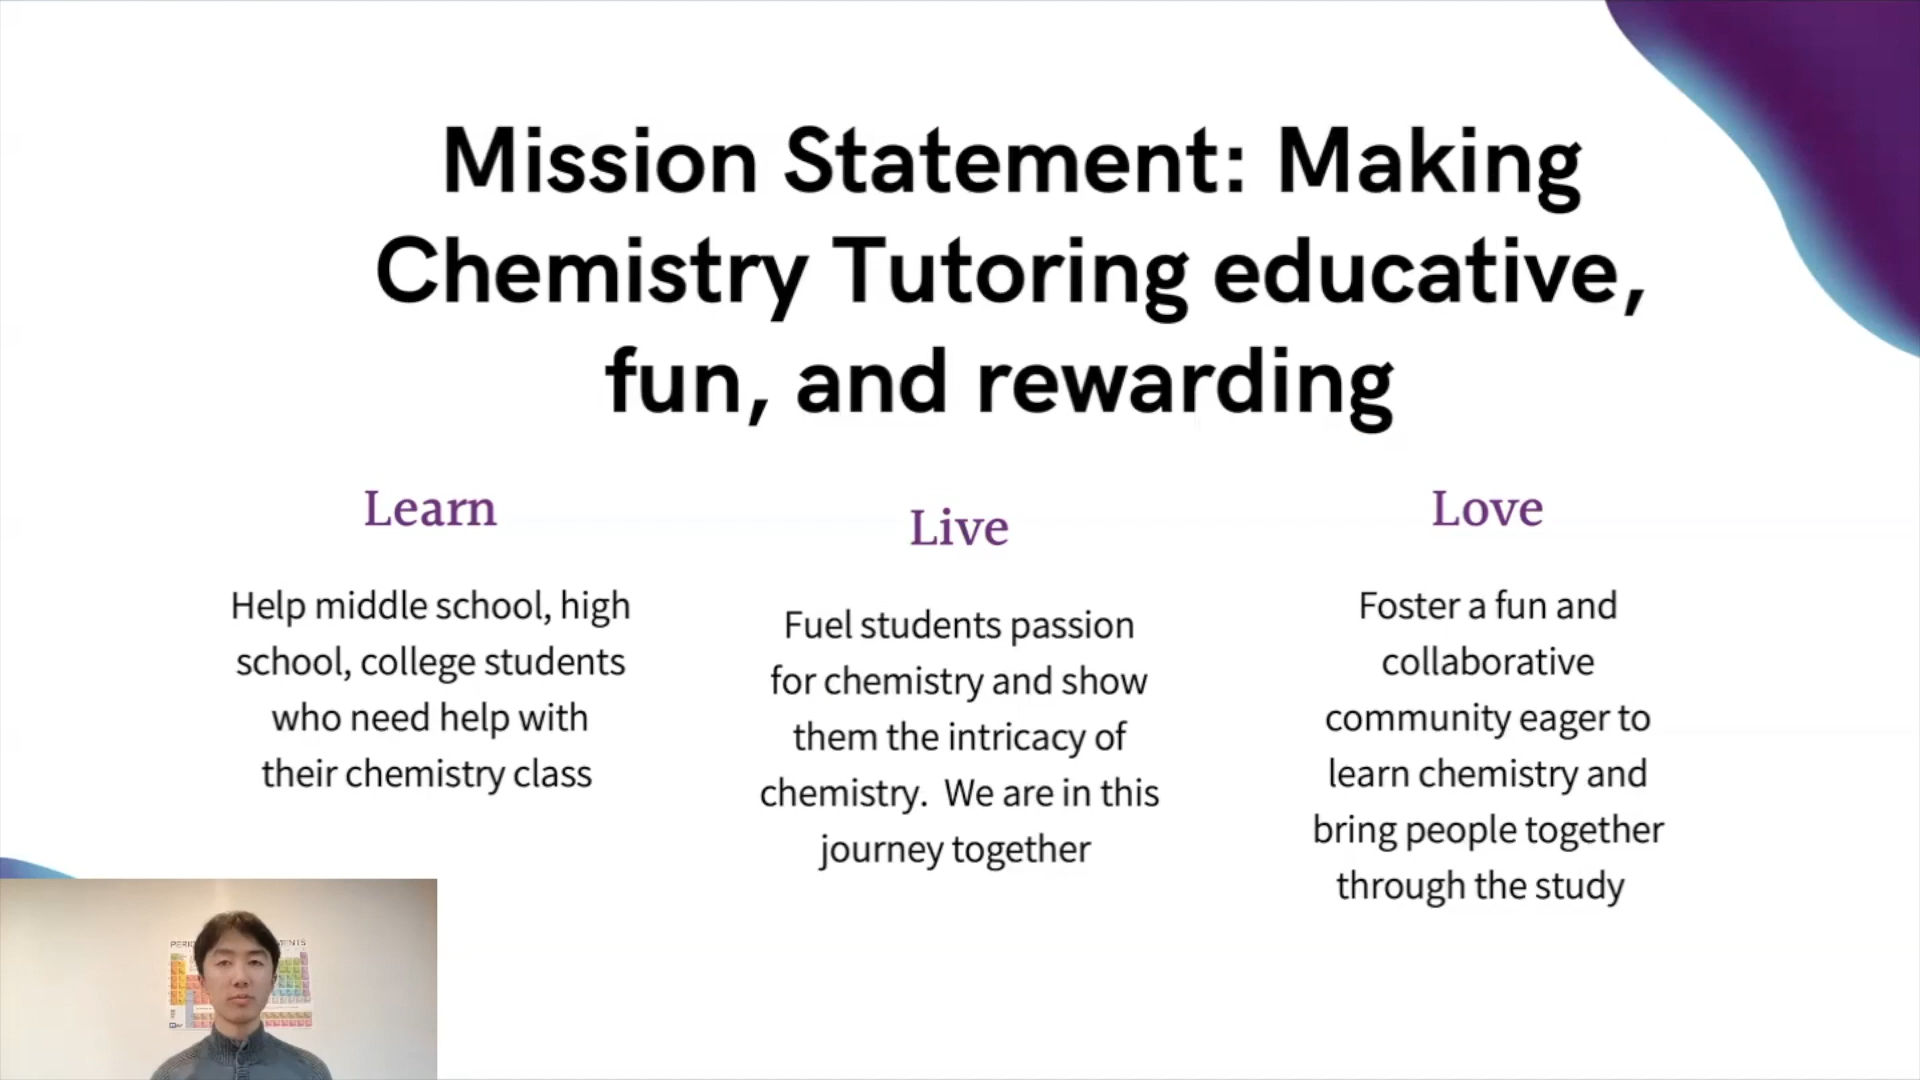 Mission Statement: Making
Chemistry Tutoring educative,
fun, and rewarding
Learn
Help middle school, high
school, college students
who need help with
their chemistry class
Live
Fuel students passion
for chemistry and show
them the intricacy of
chemistry.  We are in this
journey together
Love
Foster a fun and
collaborative
community eager to
learn chemistry and
bring people together
through the study